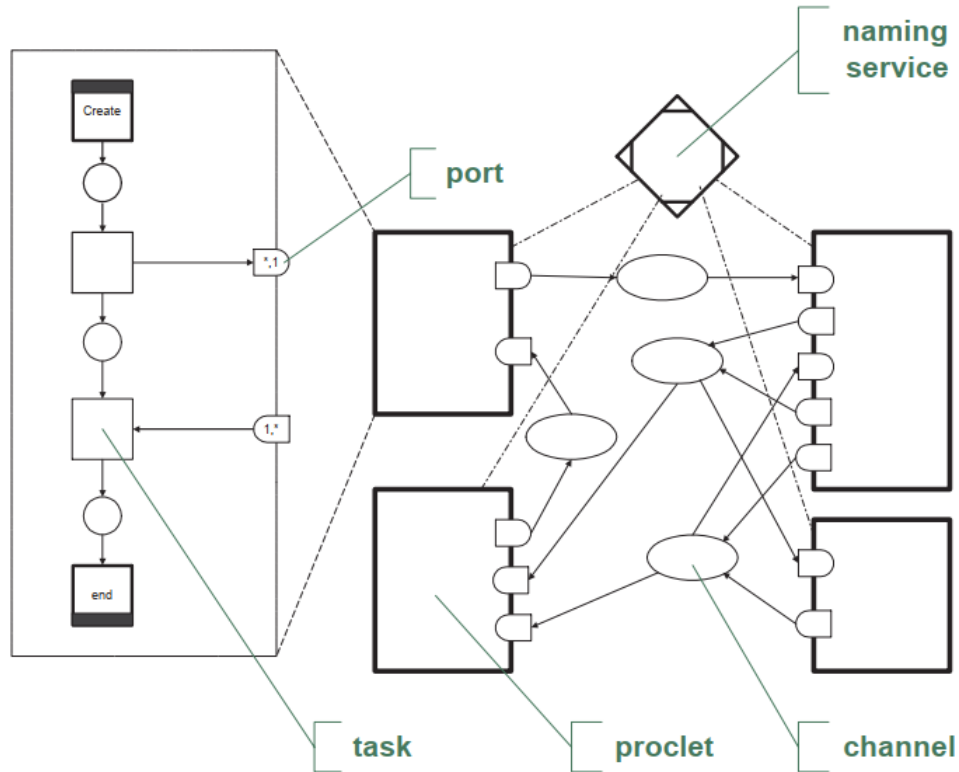 naming
service
Create
port
*,1
1,*
end
task
proclet
channel